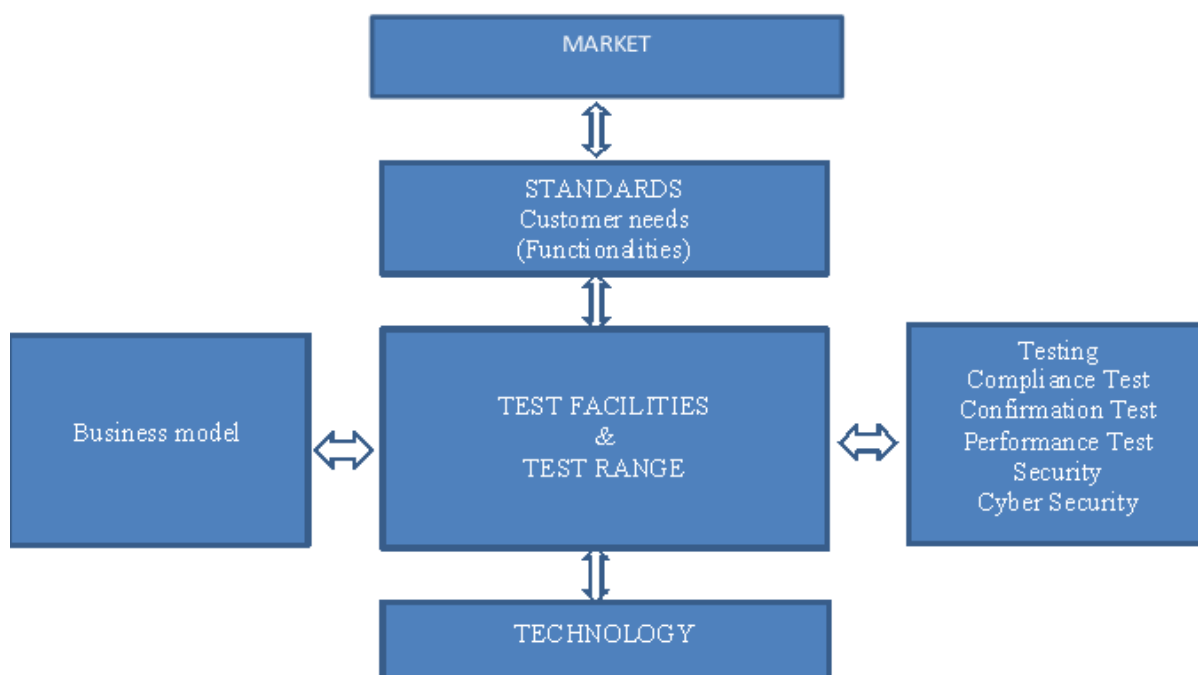 MARKET
STANDARDS
Customer needs
(Functionalities)
Business model
TEST FACILITIES
&
TEST RANGE
Testing
Compliance Test
Confirmation Test
Performance Test
Security
Cyber Security
TECHNOLOGY